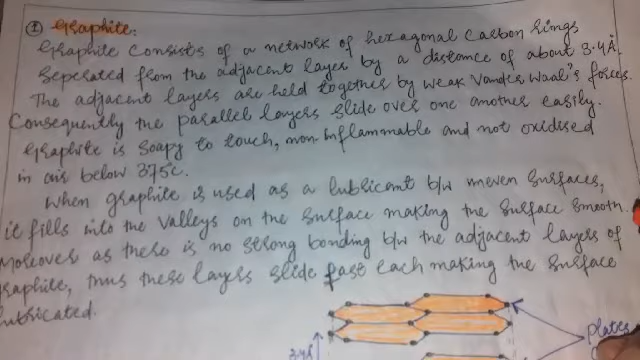 ① Graphite:
Graphite consists of a network of hexagonal carbon rings
Seperated from the adjacent layer by a distance of about 3.4Å.
The adjacent layers are held together by weak Vander Waal's forces.
Consequently the parallel layers slide over one another easily.
Graphite is soapy to touch, non inflammable and not oxidised
in air below 375c.
When graphite is used as a lubricant b/w uneven surfaces,
it fills into the valleys on the surface making the surface smooth.
Moreover as there is no strong bonding b/w the adjacent layers of
graphite, thus these layers slide past each making the surface
lubricated.
plates